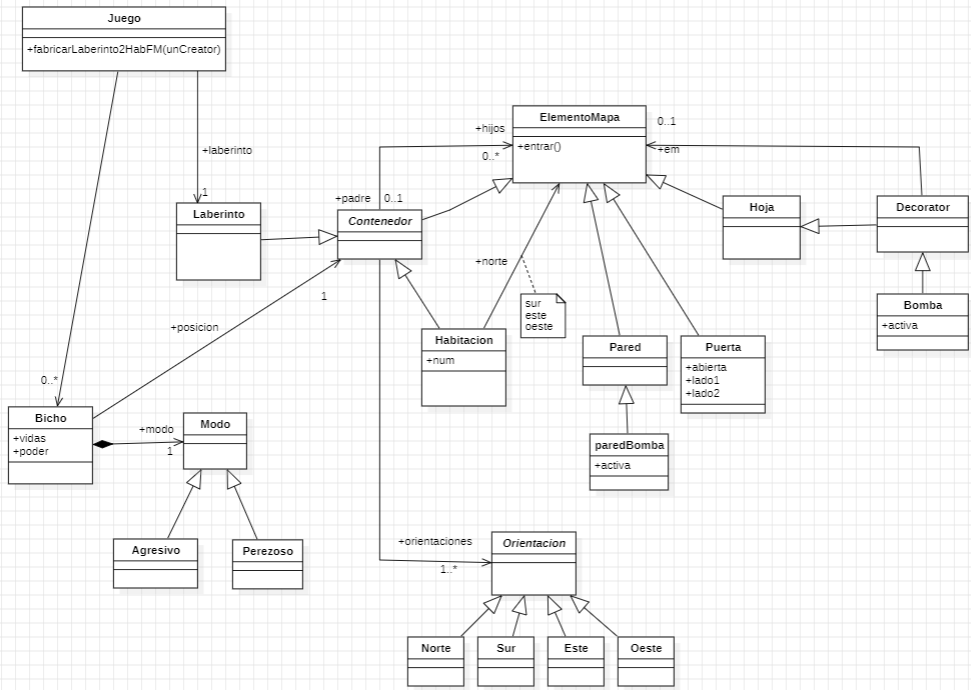 Juego
+fabricarLaberinto2HabFM(unCreator)
+laberinto
1
Laberinto
ElementoMapa
+entrar()
+hijos
0..*
0..1
+em
+padre
0..1
Contenedor
Hoja
Decorator
Bomba
+activa
+norte
sur
este
oeste
1
+posicion
Habitacion
+num
Pared
Puerta
+abierta
+lado1
+lado2
0..*
Bicho
+vidas
+poder
+modo
1
Modo
paredBomba
+activa
Agresivo
Perezoso
+orientaciones
1..*
Orientacion
Norte
Sur
Este
Oeste